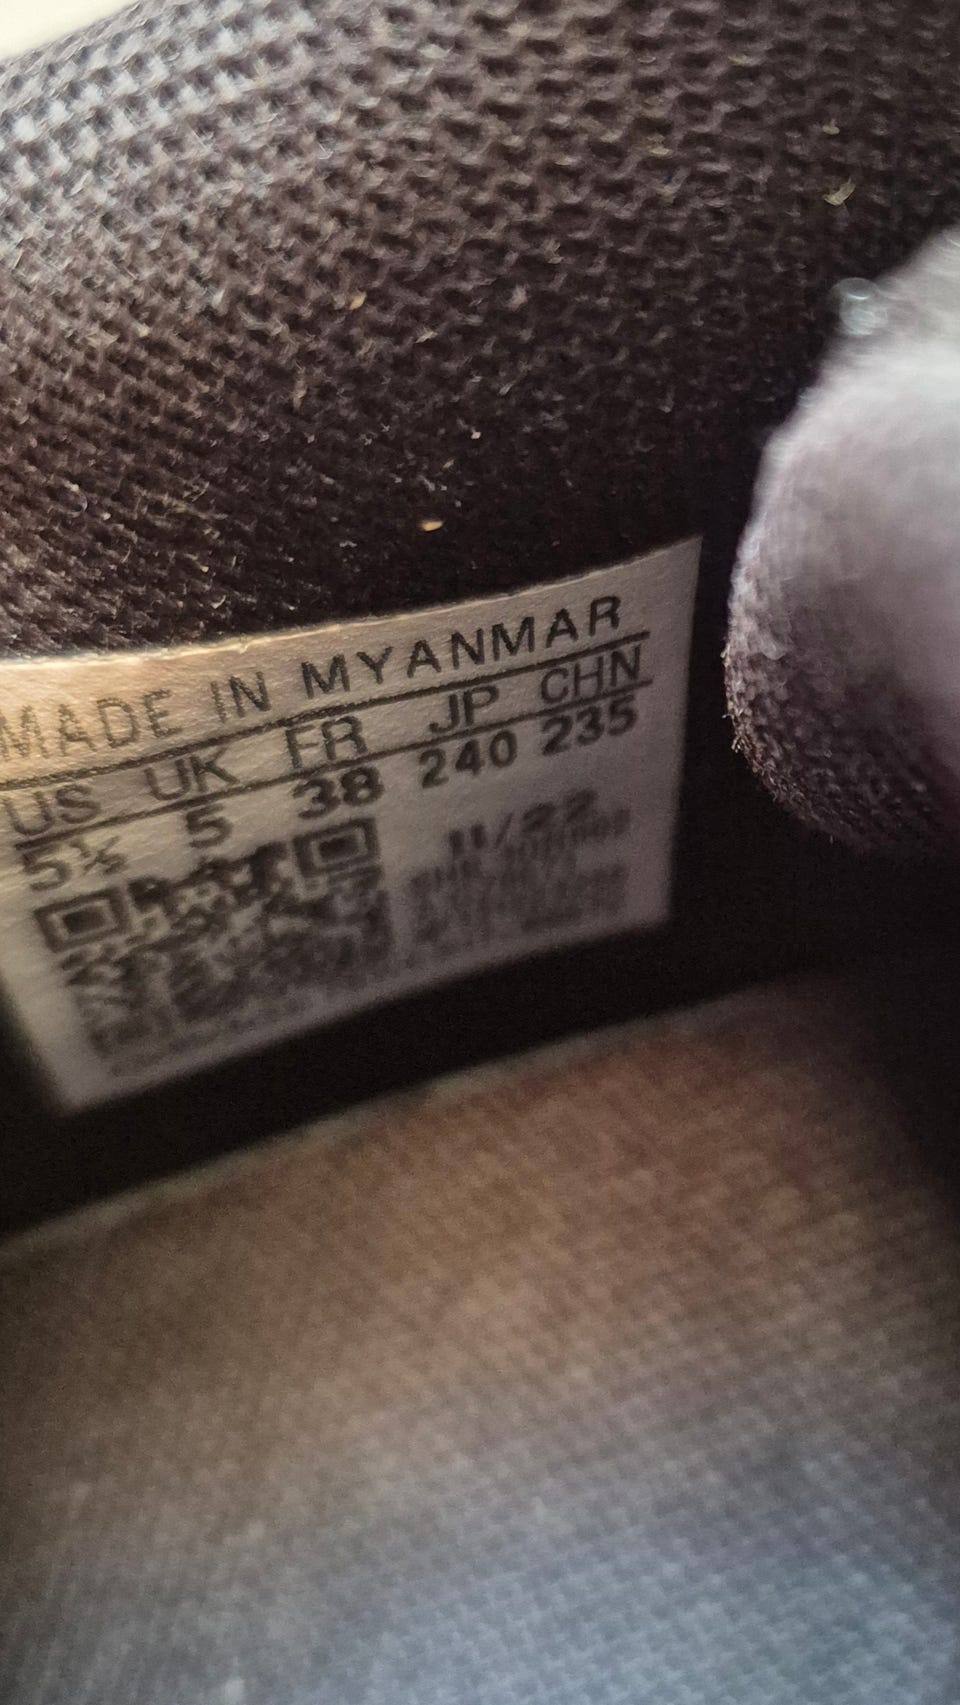 MADE IN MYANMAR
US UK FR JP CHN
5½ 5 38 240 235
11/22